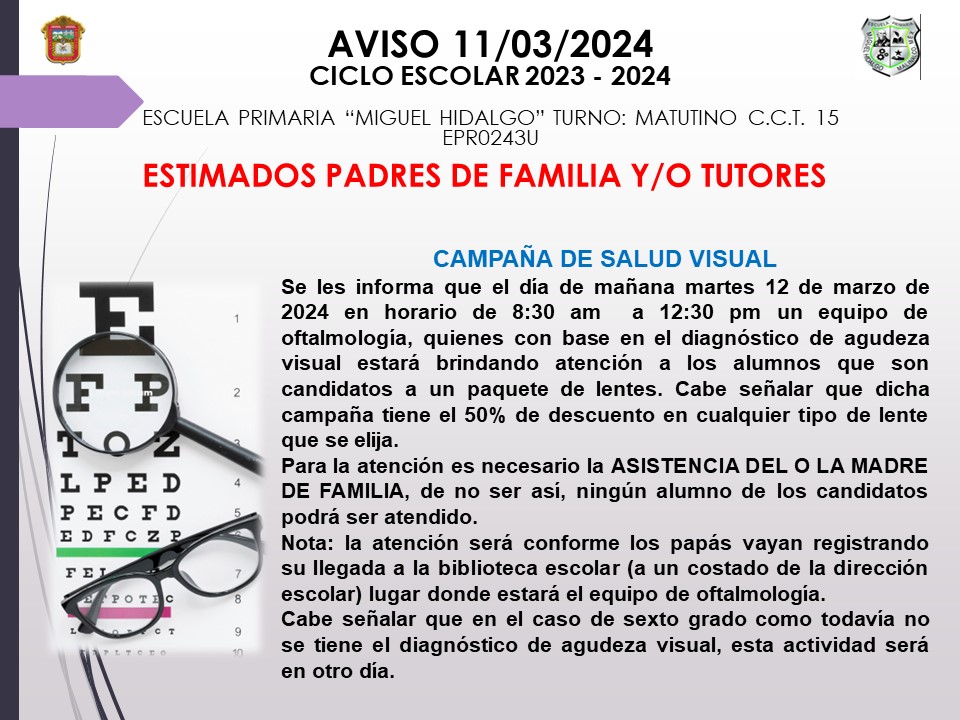 AVISO 11/03/2024
CICLO ESCOLAR 2023 - 2024
ESCUELA PRIMARIA “MIGUEL HIDALGO” TURNO: MATUTINO C.C.T. 15
EPR0243U
ESTIMADOS PADRES DE FAMILIA Y/O TUTORES
CAMPAÑA DE SALUD VISUAL
Se les informa que el día de mañana martes 12 de marzo de
2024 en horario de 8:30 am a 12:30 pm un equipo de
oftalmología, quienes con base en el diagnóstico de agudeza
visual estará brindando atención a los alumnos que son
candidatos a un paquete de lentes. Cabe señalar que dicha
campaña tiene el 50% de descuento en cualquier tipo de lente
que se elija.
Para la atención es necesario la ASISTENCIA DEL O LA MADRE
DE FAMILIA, de no ser así, ningún alumno de los candidatos
podrá ser atendido.
Nota: la atención será conforme los papás vayan registrando
su llegada a la biblioteca escolar (a un costado de la dirección
escolar) lugar donde estará el equipo de oftalmología.
Cabe señalar que en el caso de sexto grado como todavía no
se tiene el diagnóstico de agudeza visual, esta actividad será
en otro día.
E 1
F P 2
T O Z 3
L P E D 4
P E C F D 5
E D F C Z P 6
F E L 7
8
9
10